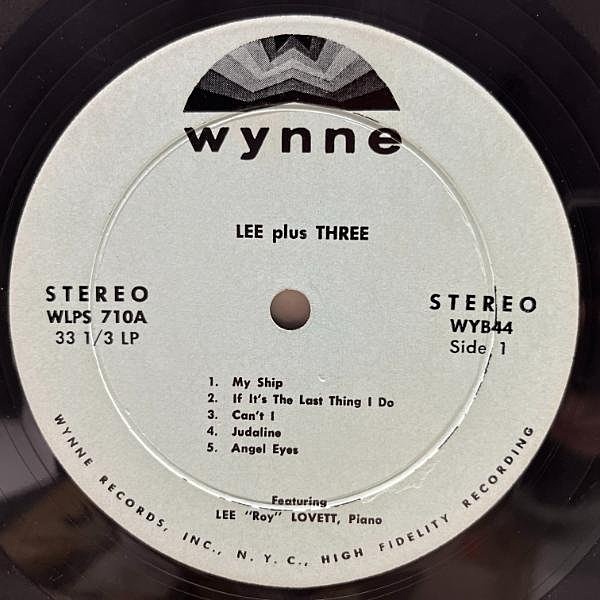 wynne
LEE plus THREE
STEREO
WLPS 710A
33 1/3 LP
STEREO
WYB44
Side 1
1. My Ship
2. If It's The Last Thing I Do
3. Can't I
4. Judaline
5. Angel Eyes
Featuring
LEE "Roy" LOVETT, Piano
WYNNE RECORDS, INC., N. Y. C., HIGH FIDELITY RECORDING